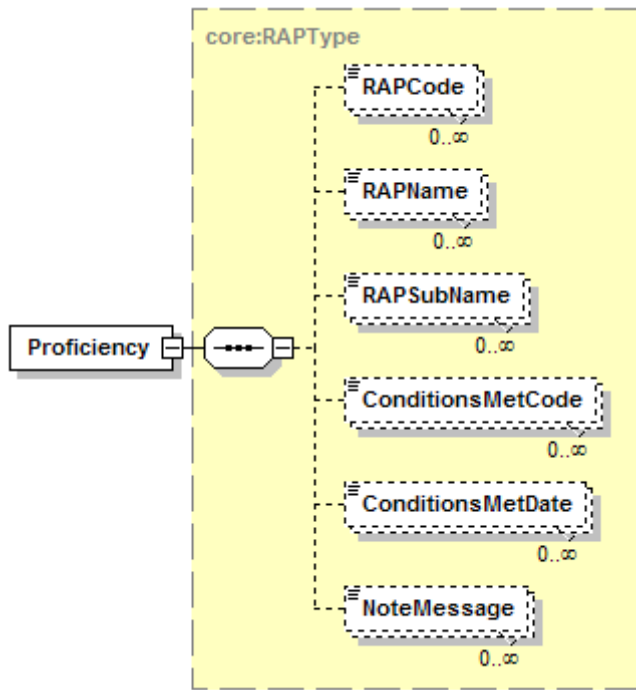 core:RAPType
RAPCode
0..∞
RAPName
0..∞
RAPSubName
0..∞
Proficiency
ConditionsMetCode
0..∞
ConditionsMetDate
0..∞
NoteMessage
0..∞